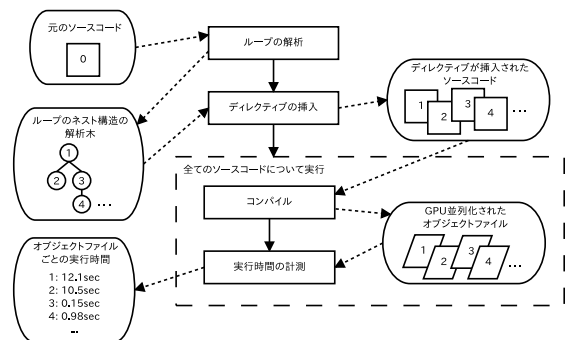 元のソースコード
0
ループの解析
ディレクティブが挿入された
ソースコード
1
2
3
4
...
ループのネスト構造の
解析木
1
2
3
4
...
ディレクティブの挿入
全てのソースコードについて実行
コンパイル
GPU並列化された
オブジェクトファイル
1
2
3
4
...
実行時間の計測
オブジェクトファイル
ごとの実行時間
1: 12.1sec
2: 10.5sec
3: 0.15sec
4: 0.98sec
...